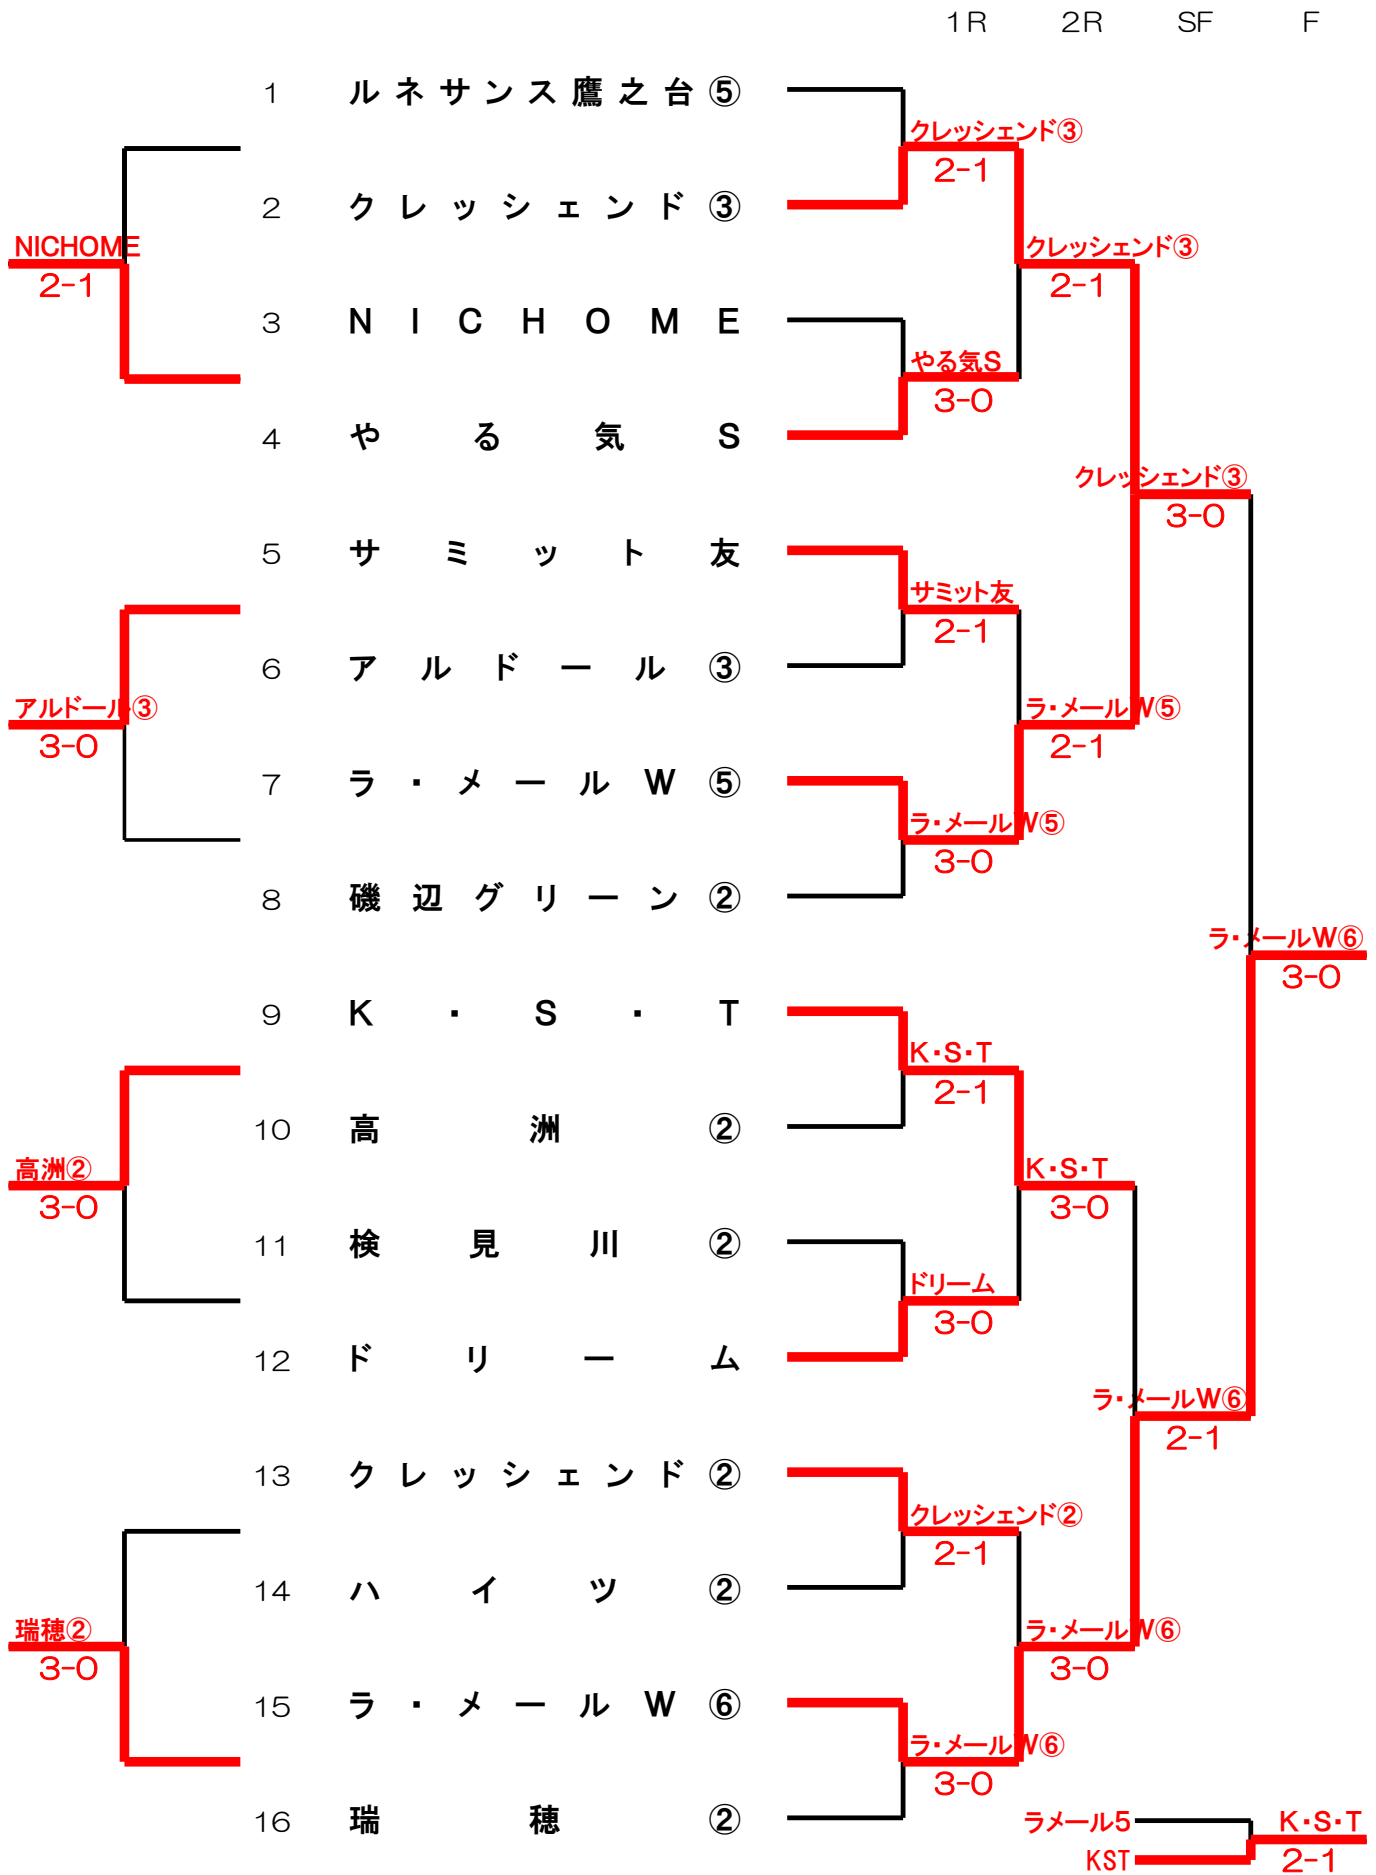 1R 2R SF F
1 ルネサンス鷹之台⑤
クレッシェンド③
2-1
2 クレッシェンド③
NICHOME
2-1
クレッシェンド③
2-1
3 NICHOME
やる気S
3-0
4 やる気S
クレッシェンド③
3-0
5 サミット友
サミット友
2-1
6 アルドール③
アルドール③
3-0
ラ・メールW⑤
2-1
7 ラ・メールW⑤
ラ・メールW⑤
3-0
8 磯辺グリーン②
ラ・メールW⑥
3-0
9 K・S・T
K・S・T
2-1
10 高洲②
高洲②
3-0
K・S・T
3-0
11 検見川②
ドリーム
3-0
12 ドリーム
ラ・メールW⑥
2-1
13 クレッシェンド②
クレッシェンド②
2-1
14 ハイツ②
瑞穂②
3-0
ラ・メールW⑥
3-0
15 ラ・メールW⑥
ラ・メールW⑥
3-0
16 瑞穂②
ラメール5
K・S・T
KST
2-1